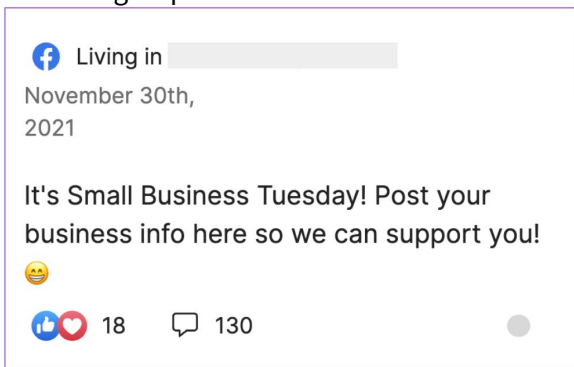 Living in
November 30th,
2021
It's Small Business Tuesday! Post your
business info here so we can support you!
😁
18 130